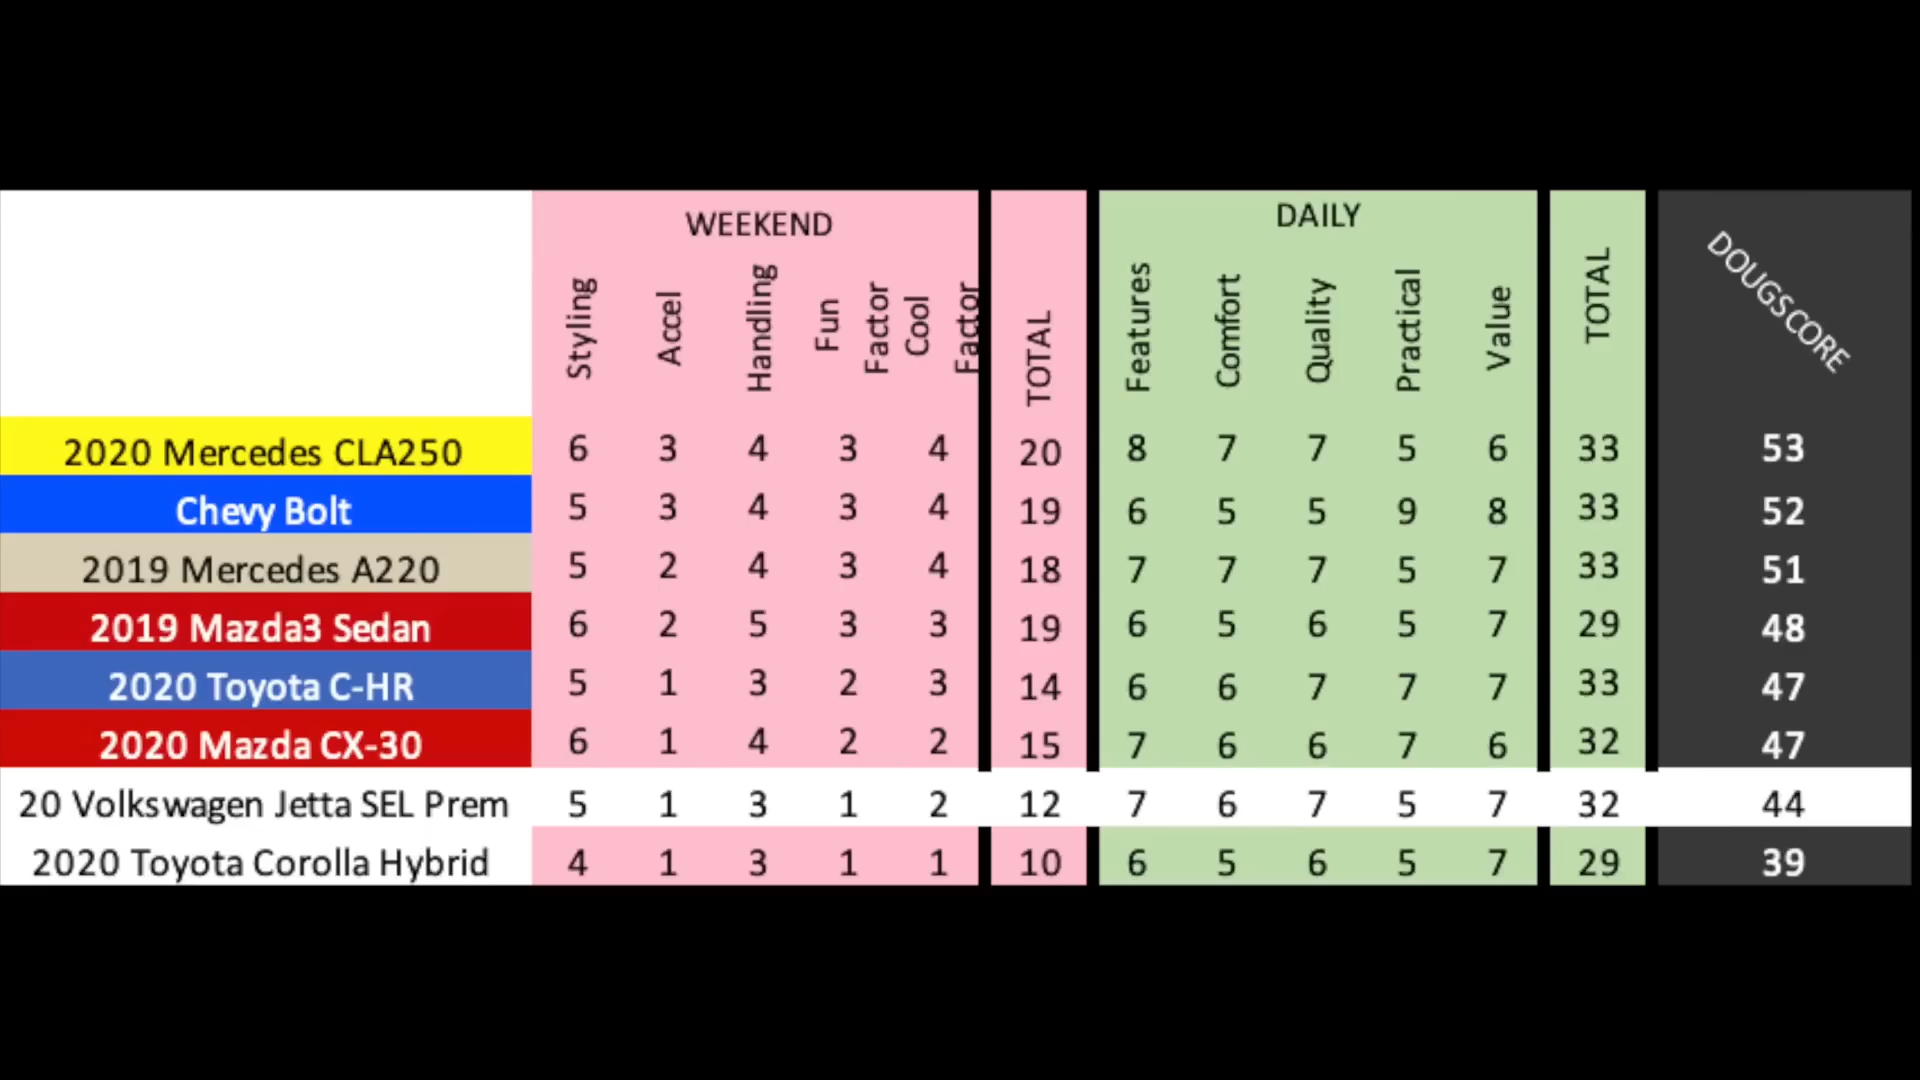 WEEKEND DAILY
Styling Accel Handling Fun Factor Cool Factor TOTAL Features Comfort Quality Practical Value TOTAL DOUGSCORE
2020 Mercedes CLA250 6 3 4 3 4 20 8 7 7 5 6 33 53
Chevy Bolt 5 3 4 3 4 19 6 5 5 9 8 33 52
2019 Mercedes A220 5 2 4 3 4 18 7 7 7 5 7 33 51
2019 Mazda3 Sedan 6 2 5 3 3 19 6 5 6 5 7 29 48
2020 Toyota C-HR 5 1 3 2 3 14 6 6 7 7 7 33 47
2020 Mazda CX-30 6 1 4 2 2 15 7 6 6 7 6 32 47
20 Volkswagen Jetta SEL Prem 5 1 3 1 2 12 7 6 7 5 7 32 44
2020 Toyota Corolla Hybrid 4 1 3 1 1 10 6 5 6 5 7 29 39